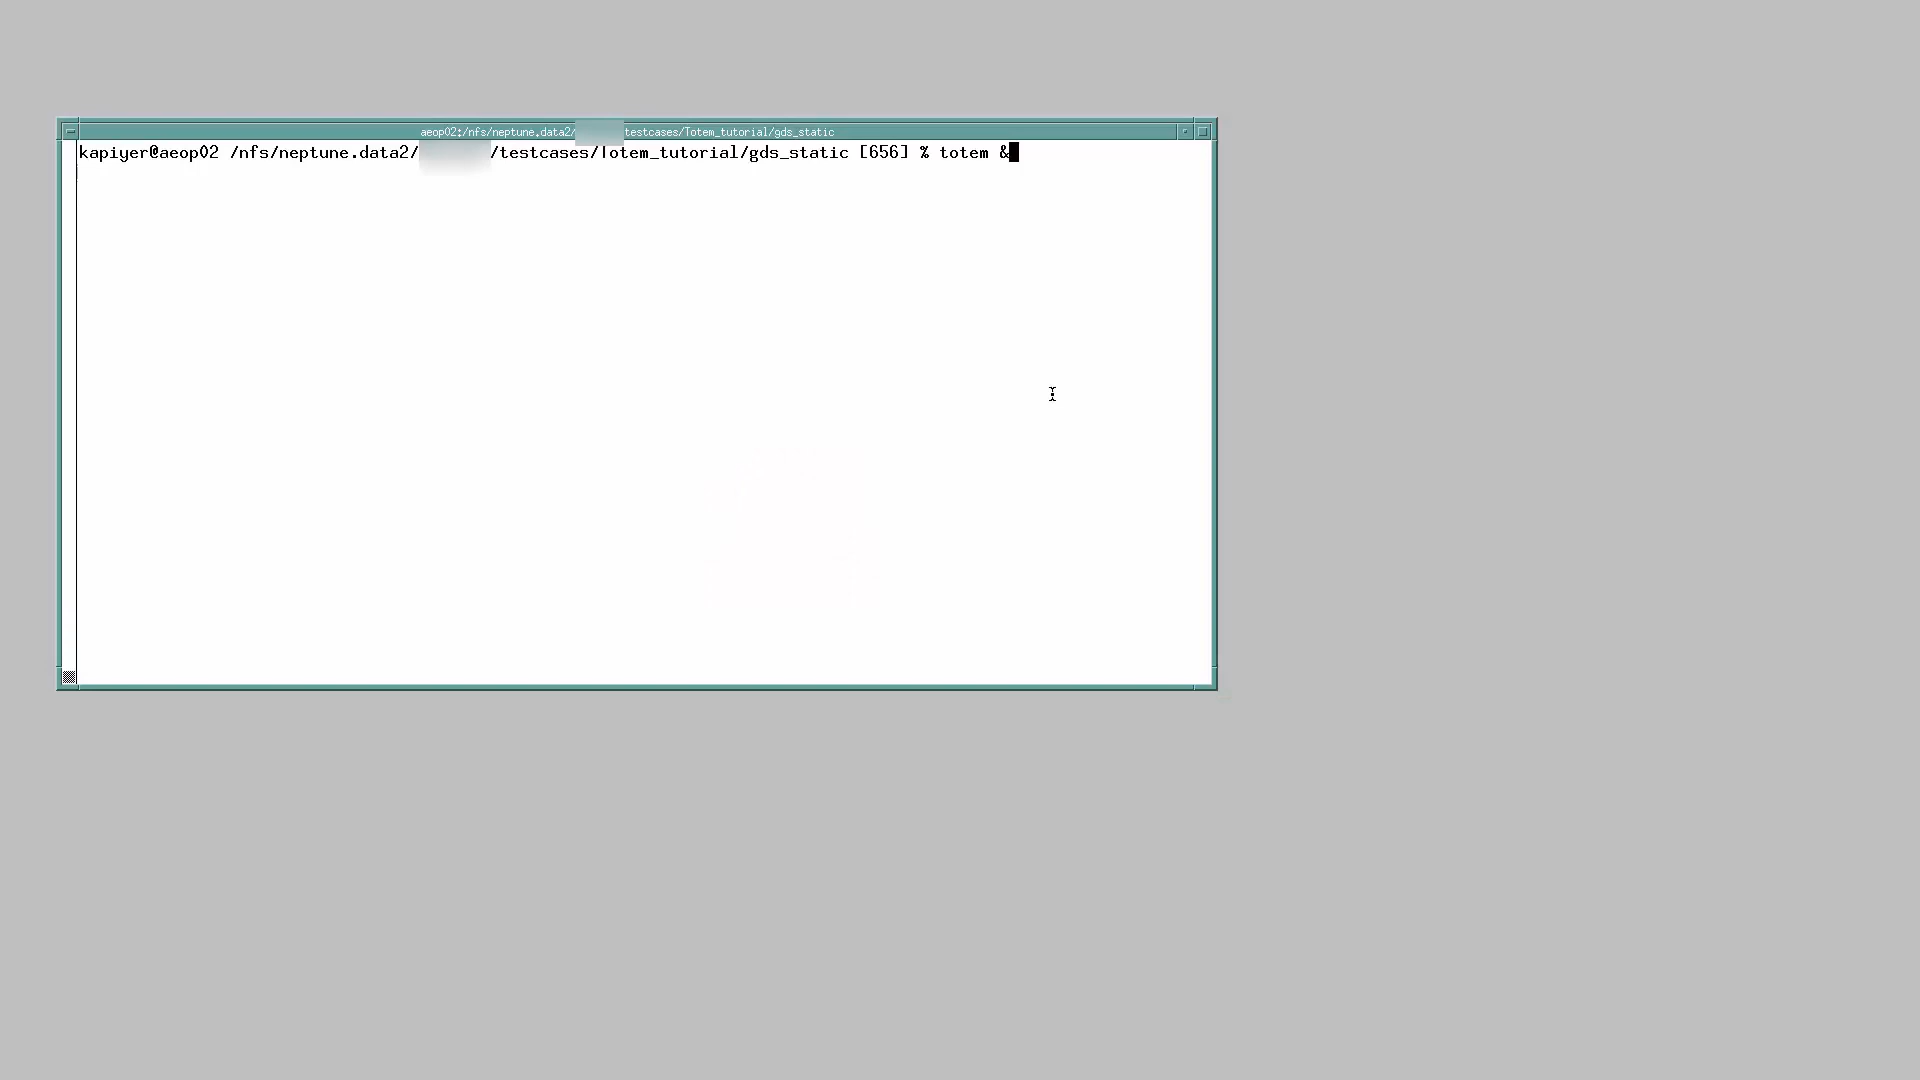 aeop02:/nfs/neptune.data2/ testcases/Totem_tutorial/gds_static
kapiyer@aeop02 /nfs/neptune.data2/ /testcases/Totem_tutorial/gds_static [656] % totem &